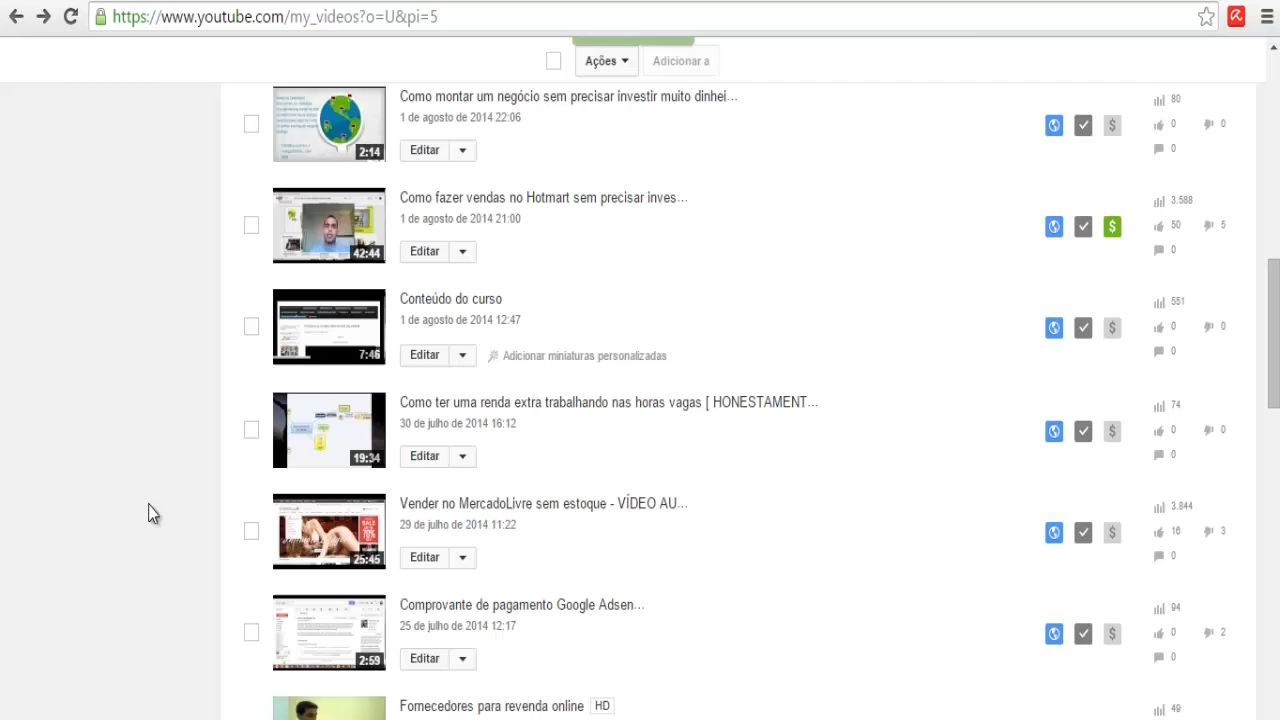 https://www.youtube.com/my_videos?o=U&pi=5
Ações
Adicionar a
Como montar um negócio sem precisar investir muito dinhei...
80
1 de agosto de 2014 22:06
0
2:14
Editar
0
Como fazer vendas no Hotmart sem precisar inves...
3.588
1 de agosto de 2014 21:00
50
5
42:44
Editar
0
Conteúdo do curso
551
1 de agosto de 2014 12:47
0
7:46
Editar
Adicionar miniaturas personalizadas
0
Como ter uma renda extra trabalhando nas horas vagas [ HONESTAMENT...
74
30 de julho de 2014 16:12
0
0
19:34
Editar
0
Vender no MercadoLivre sem estoque - VÍDEO AU...
3.844
29 de julho de 2014 11:22
16
3
SALE
70%
25:45
Editar
0
Comprovante de pagamento Google Adsen...
94
25 de julho de 2014 12:17
2
2:59
Editar
0
Fornecedores para revenda online HD
49